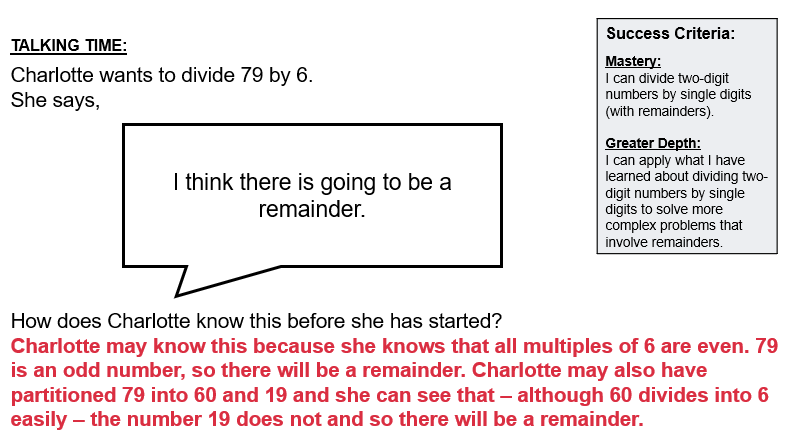 TALKING TIME:
Charlotte wants to divide 79 by 6.
She says,
I think there is going to be a
remainder.
How does Charlotte know this before she has started?
Charlotte may know this because she knows that all multiples of 6 are even. 79
is an odd number, so there will be a remainder. Charlotte may also have
partitioned 79 into 60 and 19 and she can see that – although 60 divides into 6
easily – the number 19 does not and so there will be a remainder.
Success Criteria:
Mastery:
I can divide two-digit
numbers by single digits
(with remainders).
Greater Depth:
I can apply what I have
learned about dividing two-
digit numbers by single
digits to solve more
complex problems that
involve remainders.